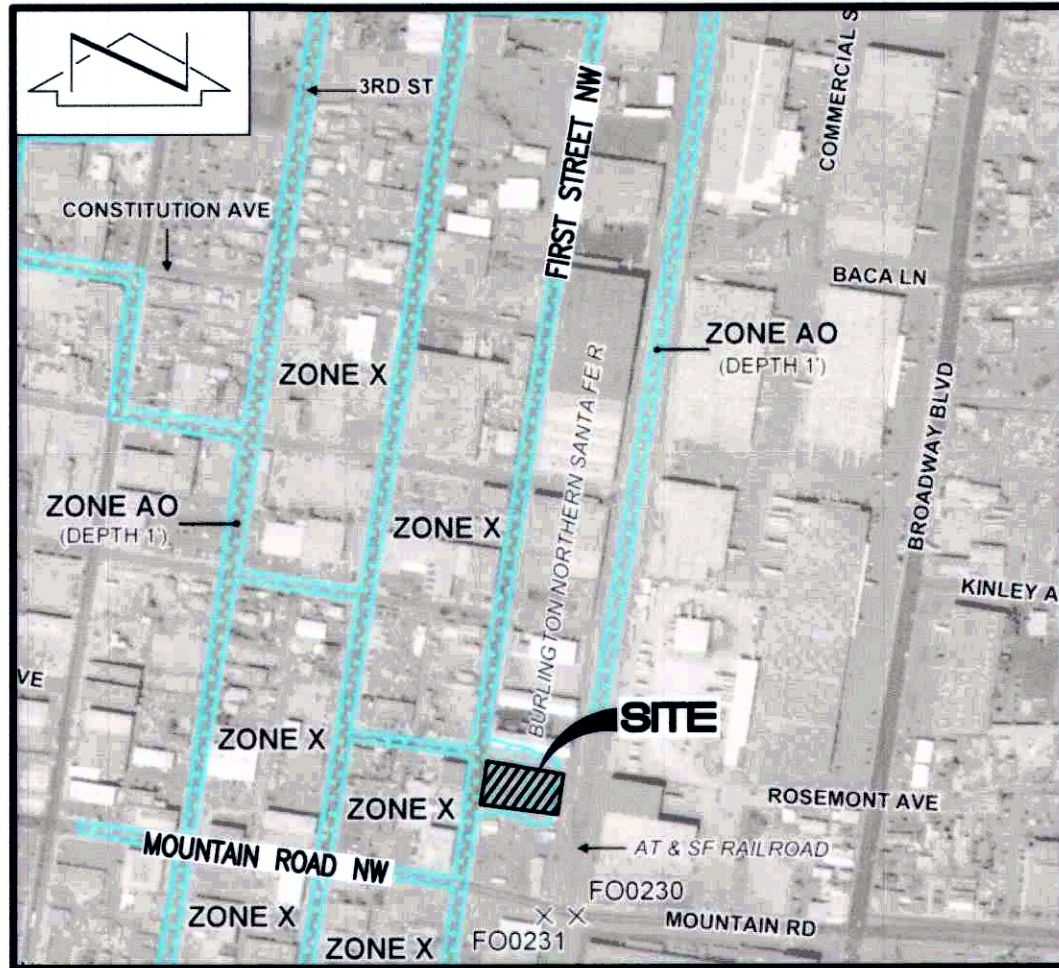 N
COMMERCIAL S
3RD ST
FIRST STREET NW
CONSTITUTION AVE
BACA LN
ZONE AO
(DEPTH 1')
ZONE X
BURLINGTON NORTHERN SANTA FE R
BROADWAY BLVD
ZONE AO
(DEPTH 1')
ZONE X
KINLEY A
VE
SITE
ZONE X
ZONE X
ROSEMONT AVE
MOUNTAIN ROAD NW
AT & SF RAILROAD
FO0230
ZONE X
FO0231
MOUNTAIN RD
ZONE X